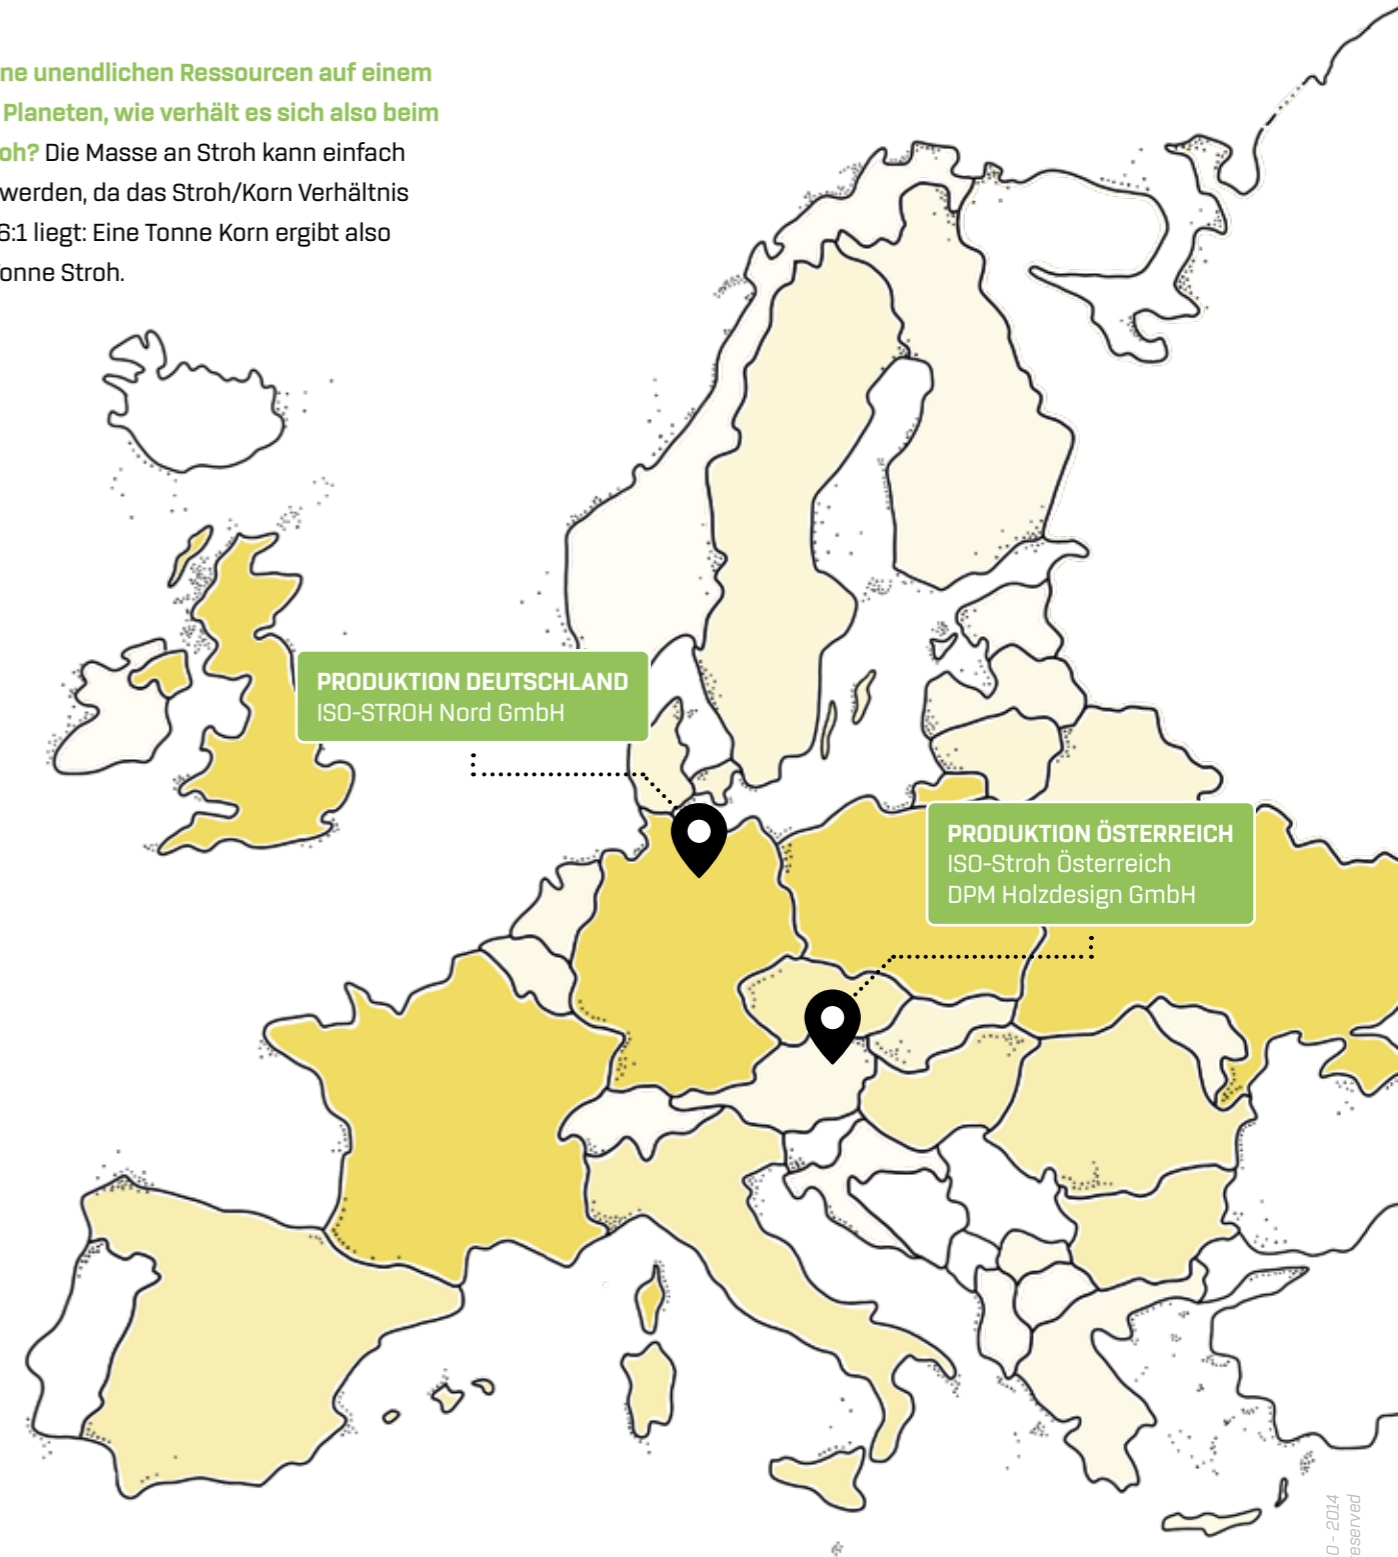 ne unendlichen Ressourcen auf einem
Planeten, wie verhält es sich also beim
oh? Die Masse an Stroh kann einfach
werden, da das Stroh/Korn Verhältnis
6:1 liegt: Eine Tonne Korn ergibt also
onne Stroh.
PRODUKTION DEUTSCHLAND
ISO-STROH Nord GmbH
PRODUKTION ÖSTERREICH
ISO-Stroh Österreich
DPM Holzdesign GmbH
0 - 2014
eserved